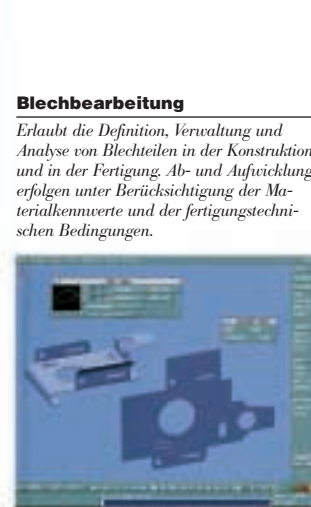 Blechbearbeitung
Erlaubt die Definition, Verwaltung und
Analyse von Blechteilen in der Konstruktion
und in der Fertigung. Ab- und Aufwicklung
erfolgen unter Berücksichtigung der Ma-
terialkennwerte und der fertigungstechni-
schen Bedingungen.